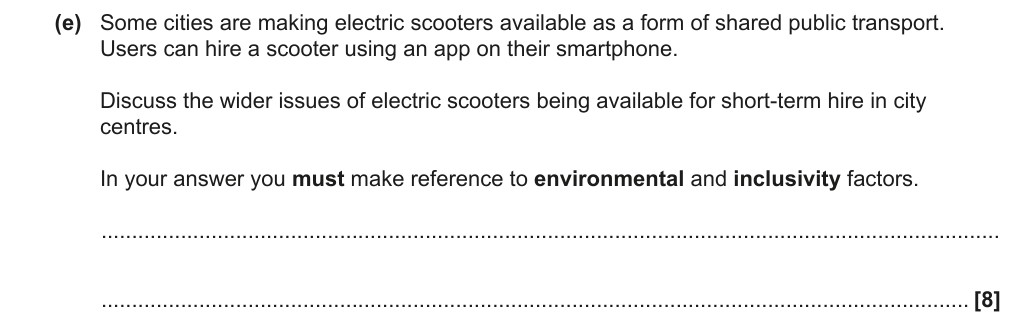 (e) Some cities are making electric scooters available as a form of shared public transport.
Users can hire a scooter using an app on their smartphone.
Discuss the wider issues of electric scooters being available for short-term hire in city
centres.
In your answer you must make reference to environmental and inclusivity factors.
[8]